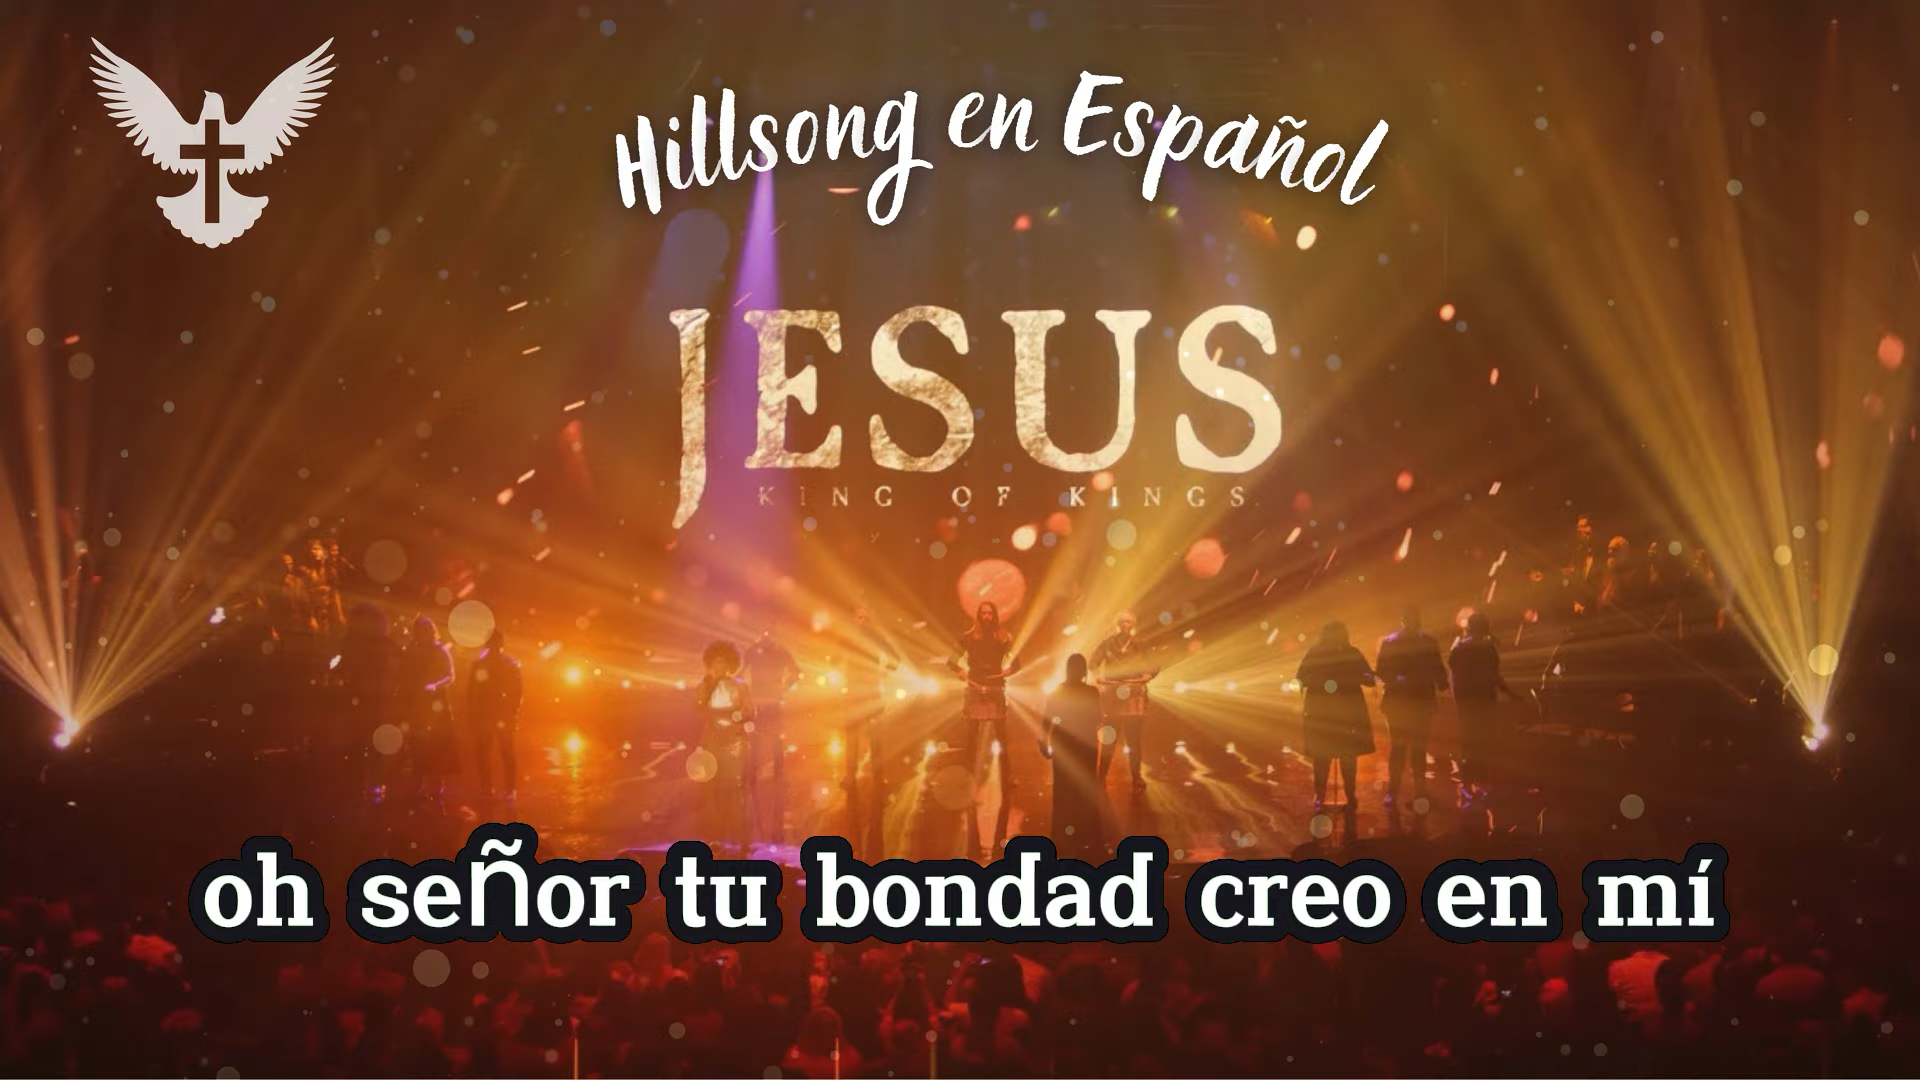 Hillsong en Español
JESUS
KING OF KINGS
oh señor tu bondad creo en mí